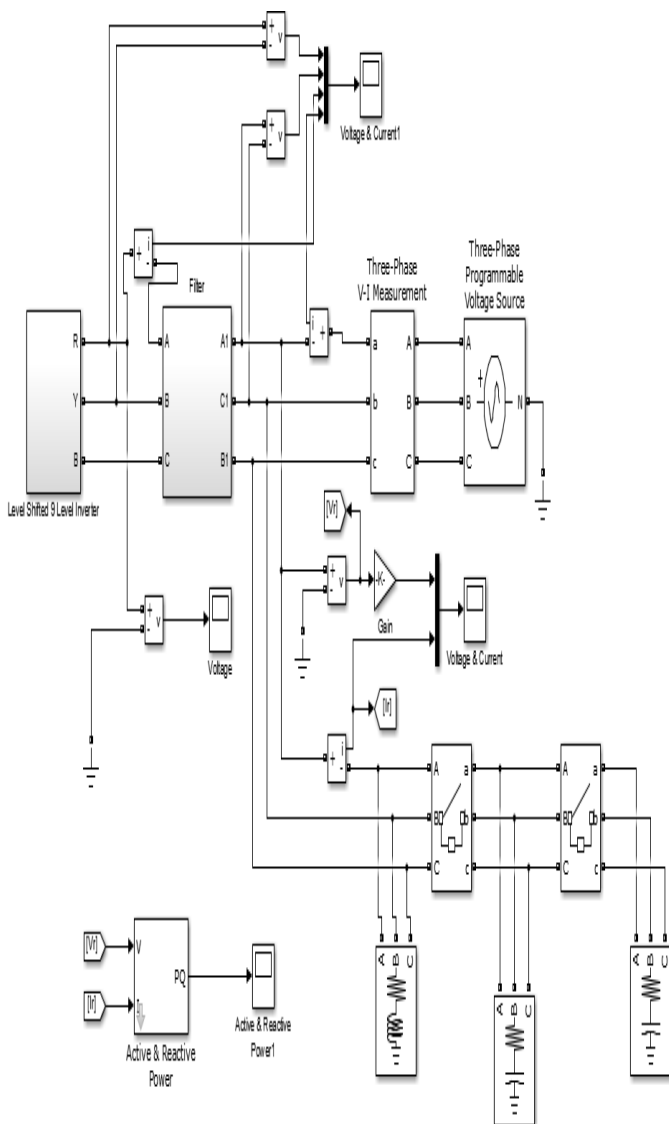 +
-
v
+
-
v
Voltage & Current1
i
+
-
Filter
Three-Phase
V-I Measurement
Three-Phase
Programmable
Voltage Source
R
A
A1
i
-
+
a
A
A
+
Y
B
C1
b
B
B
N
B
C
B1
c
C
C
Level Shifted 9 Level Inverter
[Vr]
+
-
v
-K-
Gain
Voltage & Current
+
-
v
Voltage
[Ir]
+
i
-
A
a
A
a
B
b
B
b
C
c
C
c
[Vr]
V
PQ
[Ir]
Active & Reactive
Power
Active & Reactive
Power1
A
B
C
A
B
C
A
B
C